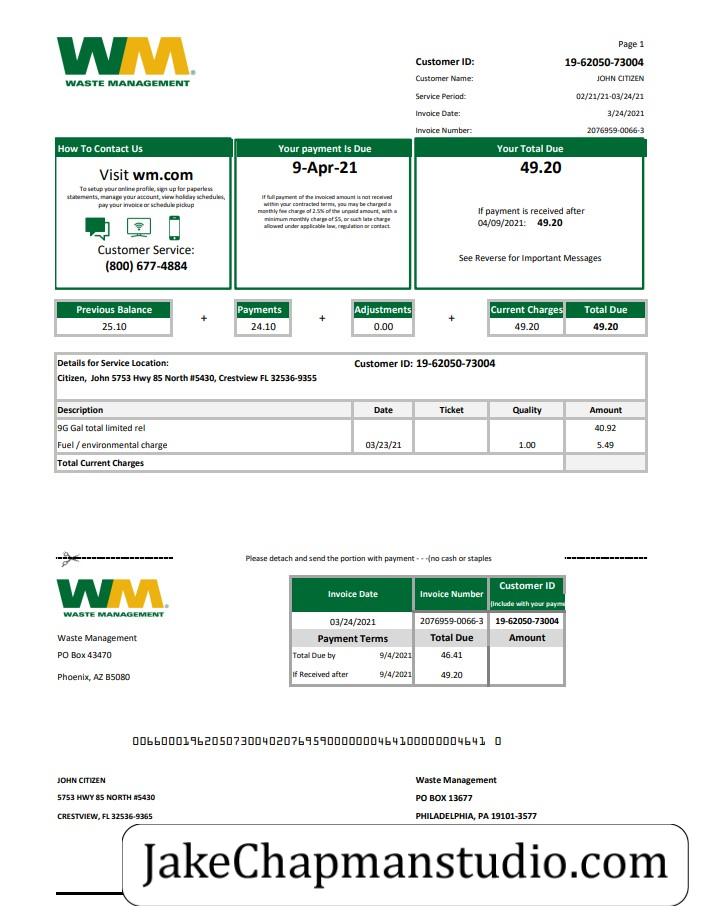 Page 1
WM
WASTE MANAGEMENT
Customer ID: 19-62050-73004
Customer Name: JOHN CITIZEN
Service Period: 02/21/21-03/24/21
Invoice Date: 3/24/2021
Invoice Number: 2076959-0066-3
How To Contact Us Your payment Is Due Your Total Due
Visit wm.com
To setup your online profile, sign up for paperless
statements, manage your account, view holiday schedules,
pay your invoice or schedule pickup
Customer Service:
(800) 677-4884
9-Apr-21
If full payment of the invoiced amount is not received
within your contracted terms, you may be charged a
monthly fee charge of 2.5% of the unpaid amount, with a
minimum monthly charge of $5, or such late charge
allowed under applicable law, regulation or contact.
49.20
If payment is received after
04/09/2021: 49.20
See Reverse for Important Messages
Previous Balance Payments Adjustments Current Charges Total Due
25.10 + 24.10 + 0.00 + 49.20 49.20
Details for Service Location: Customer ID: 19-62050-73004
Citizen, John 5753 Hwy 85 North #5430, Crestview FL 32536-9355
Description Date Ticket Quality Amount
9G Gal total limited rel 40.92
Fuel / environmental charge 03/23/21 1.00 5.49
Total Current Charges
Please detach and send the portion with payment - - -(no cash or staples
WM
WASTE MANAGEMENT
Waste Management
PO Box 43470
Phoenix, AZ B5080
Invoice Date Invoice Number Customer ID
(include with your payme
03/24/2021 2076959-0066-3 19-62050-73004
Payment Terms Total Due Amount
Total Due by 9/4/2021 46.41
If Received after 9/4/2021 49.20
0066000196205073004020769590000000464100000004641 0
JOHN CITIZEN
5753 HWY 85 NORTH #5430
CRESTVIEW, FL 32536-9365
Waste Management
PO BOX 13677
PHILADELPHIA, PA 19101-3577
JakeChapmanstudio.com